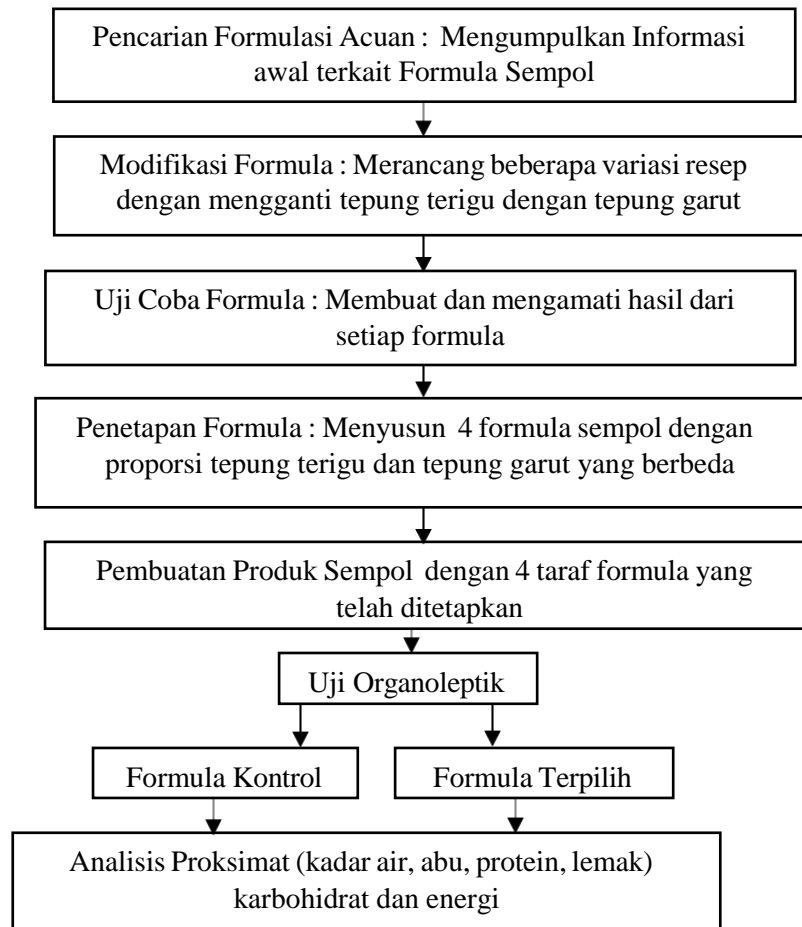 Pencarian Formulasi Acuan : Mengumpulkan Informasi
awal terkait Formula Sempol
Modifikasi Formula : Merancang beberapa variasi resep
dengan mengganti tepung terigu dengan tepung garut
Uji Coba Formula : Membuat dan mengamati hasil dari
setiap formula
Penetapan Formula : Menyusun 4 formula sempol dengan
proporsi tepung terigu dan tepung garut yang berbeda
Pembuatan Produk Sempol dengan 4 taraf formula yang
telah ditetapkan
Uji Organoleptik
Formula Kontrol
Formula Terpilih
Analisis Proksimat (kadar air, abu, protein, lemak)
karbohidrat dan energi